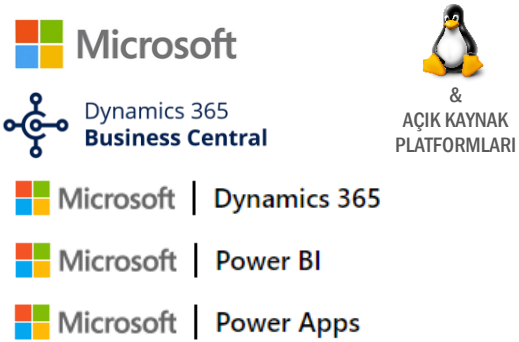 Microsoft
Dynamics 365
Business Central
Microsoft | Dynamics 365
Microsoft | Power BI
Microsoft | Power Apps
&
AÇIK KAYNAK
PLATFORMLARI